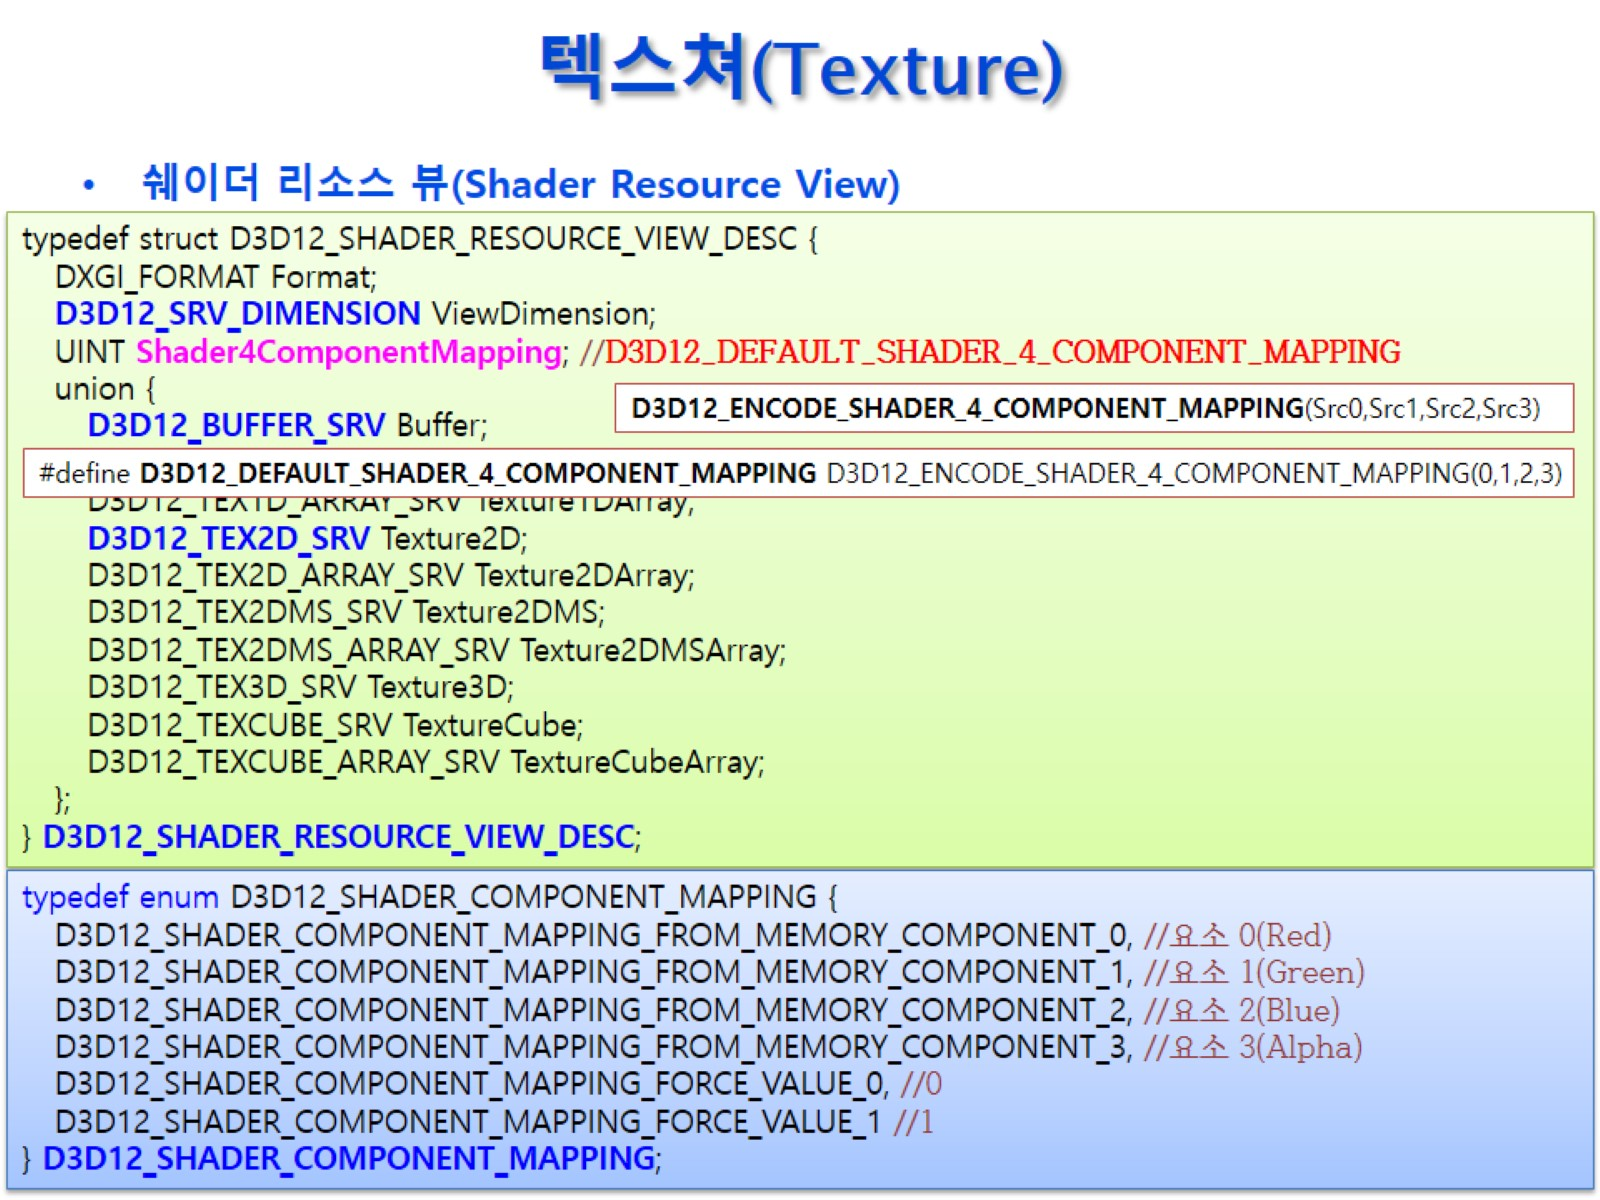 텍스쳐(Texture)
• 쉐이더 리소스 뷰(Shader Resource View)
typedef struct D3D12_SHADER_RESOURCE_VIEW_DESC {
DXGI_FORMAT Format;
D3D12_SRV_DIMENSION ViewDimension;
UINT Shader4ComponentMapping; //D3D12_DEFAULT_SHADER_4_COMPONENT_MAPPING
union {
D3D12_ENCODE_SHADER_4_COMPONENT_MAPPING(Src0,Src1,Src2,Src3)
D3D12_BUFFER_SRV Buffer;
#define D3D12_DEFAULT_SHADER_4_COMPONENT_MAPPING D3D12_ENCODE_SHADER_4_COMPONENT_MAPPING(0,1,2,3)
D3D12_TEX1D_ARRAY_SRV Texture1DArray;
D3D12_TEX2D_SRV Texture2D;
D3D12_TEX2D_ARRAY_SRV Texture2DArray;
D3D12_TEX2DMS_SRV Texture2DMS;
D3D12_TEX2DMS_ARRAY_SRV Texture2DMSArray;
D3D12_TEX3D_SRV Texture3D;
D3D12_TEXCUBE_SRV TextureCube;
D3D12_TEXCUBE_ARRAY_SRV TextureCubeArray;
};
} D3D12_SHADER_RESOURCE_VIEW_DESC;
typedef enum D3D12_SHADER_COMPONENT_MAPPING {
D3D12_SHADER_COMPONENT_MAPPING_FROM_MEMORY_COMPONENT_0, //요소 0(Red)
D3D12_SHADER_COMPONENT_MAPPING_FROM_MEMORY_COMPONENT_1, //요소 1(Green)
D3D12_SHADER_COMPONENT_MAPPING_FROM_MEMORY_COMPONENT_2, //요소 2(Blue)
D3D12_SHADER_COMPONENT_MAPPING_FROM_MEMORY_COMPONENT_3, //요소 3(Alpha)
D3D12_SHADER_COMPONENT_MAPPING_FORCE_VALUE_0, //0
D3D12_SHADER_COMPONENT_MAPPING_FORCE_VALUE_1 //1
} D3D12_SHADER_COMPONENT_MAPPING;